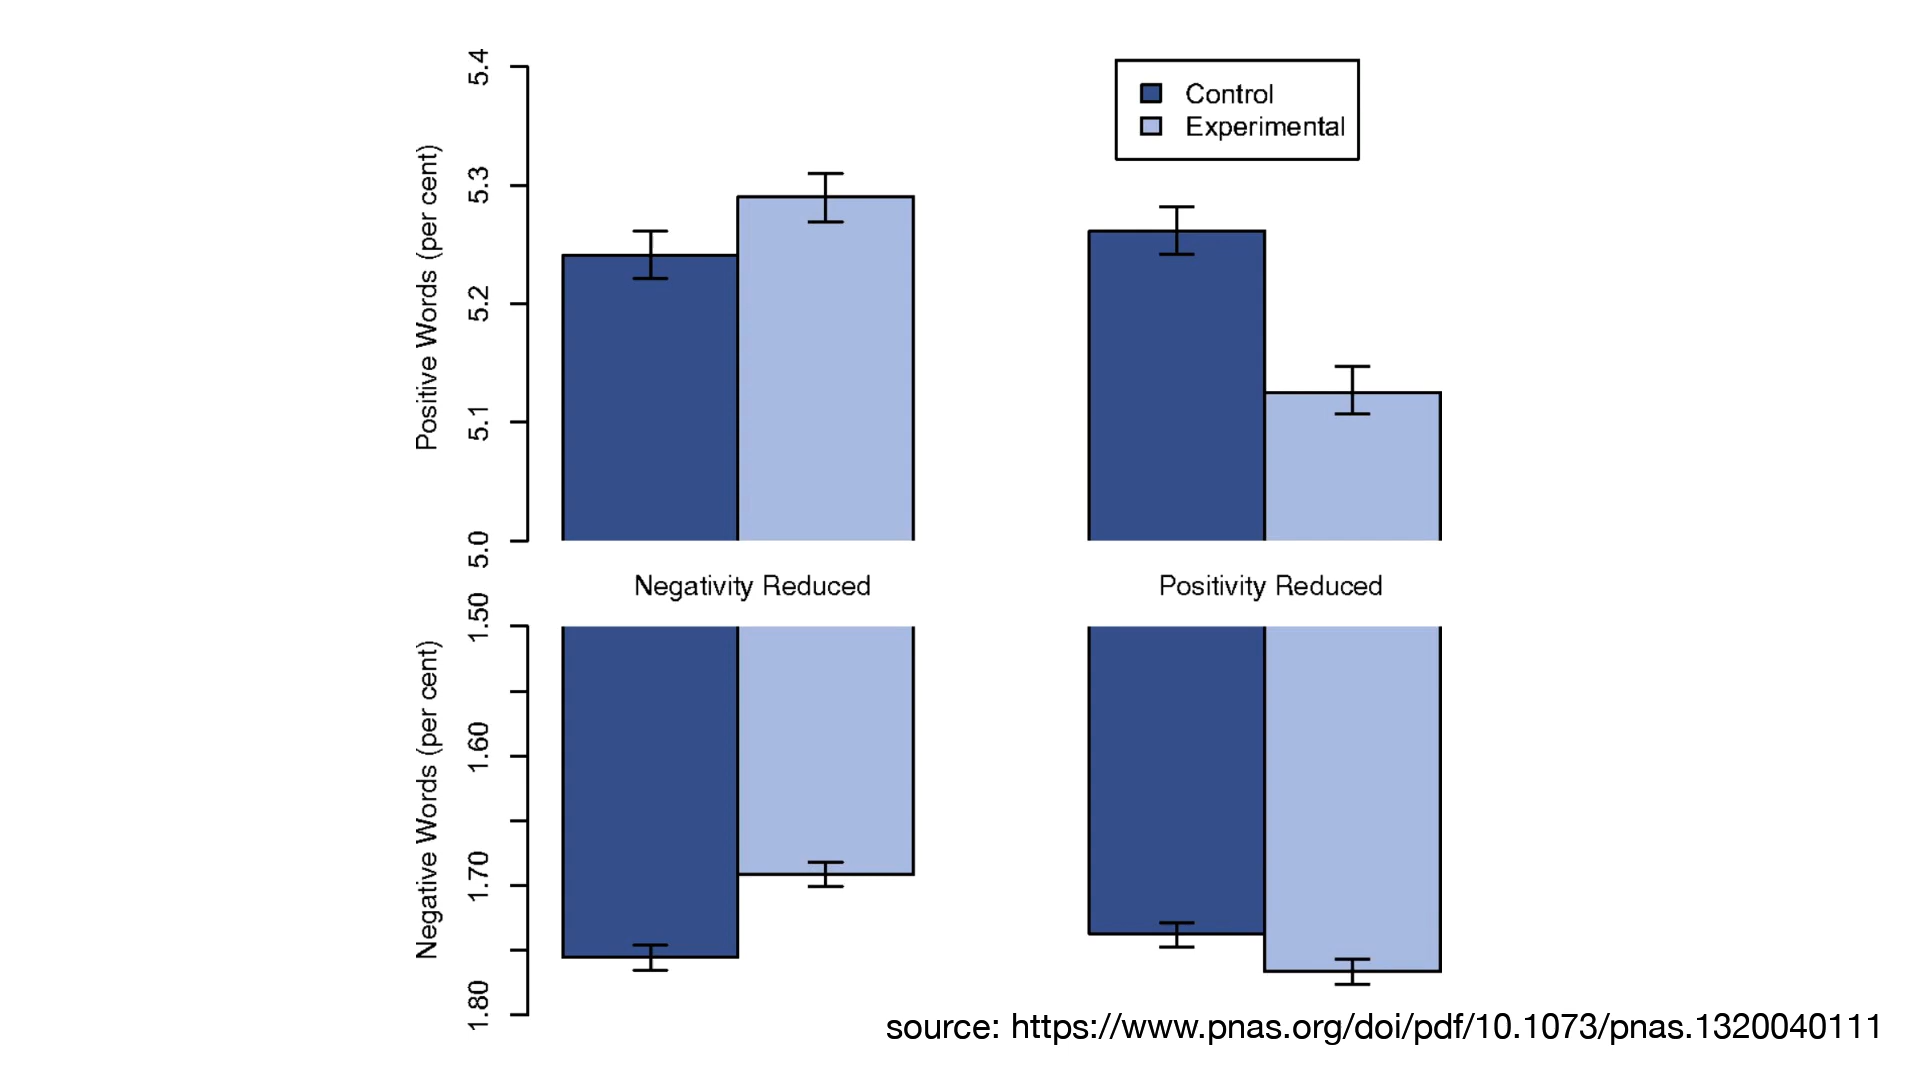 Positive Words (per cent)
5.4
5.3
5.2
5.1
5.0
Control
Experimental
Negativity Reduced
Positivity Reduced
Negative Words (per cent)
1.50
1.60
1.70
1.80
source: https://www.pnas.org/doi/pdf/10.1073/pnas.1320040111